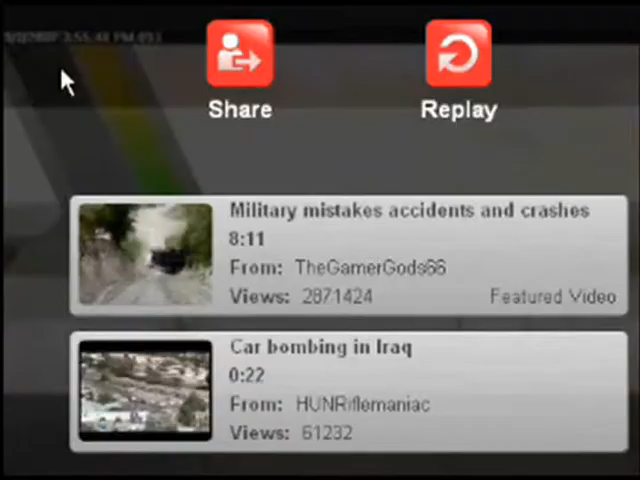 Share
Replay
Military mistakes accidents and crashes
8:11
From: TheGamerGods66
Views: 2871424
Featured Video
Car bombing in Iraq
0:22
From: HUNRiflemaniac
Views: 61232